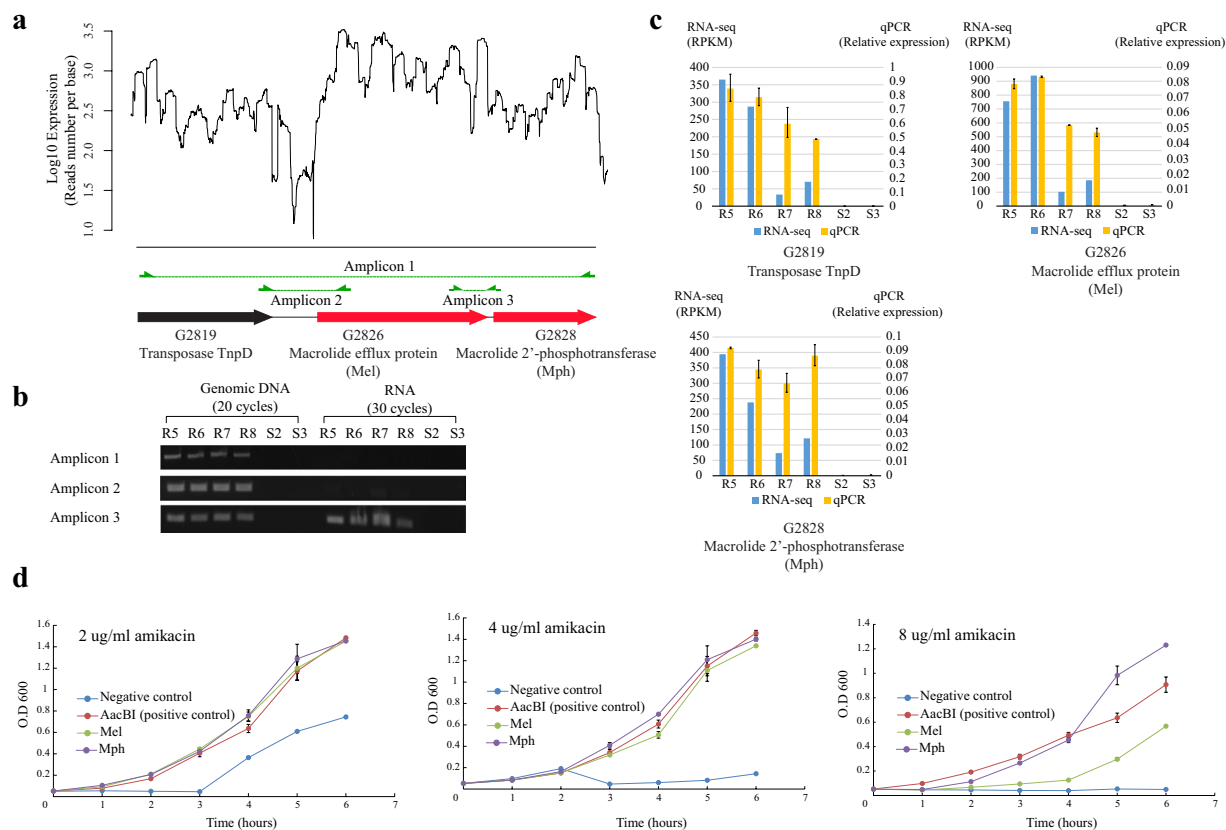 a
Log10 Expression
(Reads number per base)
3.5
3.0
2.5
2.0
1.5
1.0
Amplicon 1
Amplicon 2
Amplicon 3
G2819
Transposase TnpD
G2826
Macrolide efflux protein
(Mel)
G2828
Macrolide 2’-phosphotransferase
(Mph)
b
Genomic DNA
(20 cycles)
RNA
(30 cycles)
R5 R6 R7 R8 S2 S3 R5 R6 R7 R8 S2 S3
Amplicon 1
Amplicon 2
Amplicon 3
c
RNA-seq
(RPKM)
qPCR
(Relative expression)
400
350
300
250
200
150
100
50
0
1
0.9
0.8
0.7
0.6
0.5
0.4
0.3
0.2
0.1
0
R5 R6 R7 R8 S2 S3
RNA-seq qPCR
G2819
Transposase TnpD
RNA-seq
(RPKM)
qPCR
(Relative expression)
1000
900
800
700
600
500
400
300
200
100
0
0.09
0.08
0.07
0.06
0.05
0.04
0.03
0.02
0.01
0
R5 R6 R7 R8 S2 S3
RNA-seq qPCR
G2826
Macrolide efflux protein
(Mel)
RNA-seq
(RPKM)
qPCR
(Relative expression)
450
400
350
300
250
200
150
100
50
0
0.1
0.09
0.08
0.07
0.06
0.05
0.04
0.03
0.02
0.01
0
R5 R6 R7 R8 S2 S3
RNA-seq qPCR
G2828
Macrolide 2’-phosphotransferase
(Mph)
d
2 ug/ml amikacin
O.D 600
1.6
1.4
1.2
1
0.8
0.6
0.4
0.2
Negative control
AacBI (positive control)
Mel
Mph
0 1 2 3 4 5 6 7
Time (hours)
4 ug/ml amikacin
O.D 600
1.6
1.4
1.2
1
0.8
0.6
0.4
0.2
Negative control
AacBI (positive control)
Mel
Mph
0 1 2 3 4 5 6 7
Time (hours)
8 ug/ml amikacin
O.D 600
1.4
1.2
1
0.8
0.6
0.4
0.2
Negative control
AacBI (positive control)
Mel
Mph
0 1 2 3 4 5 6 7
Time (hours)